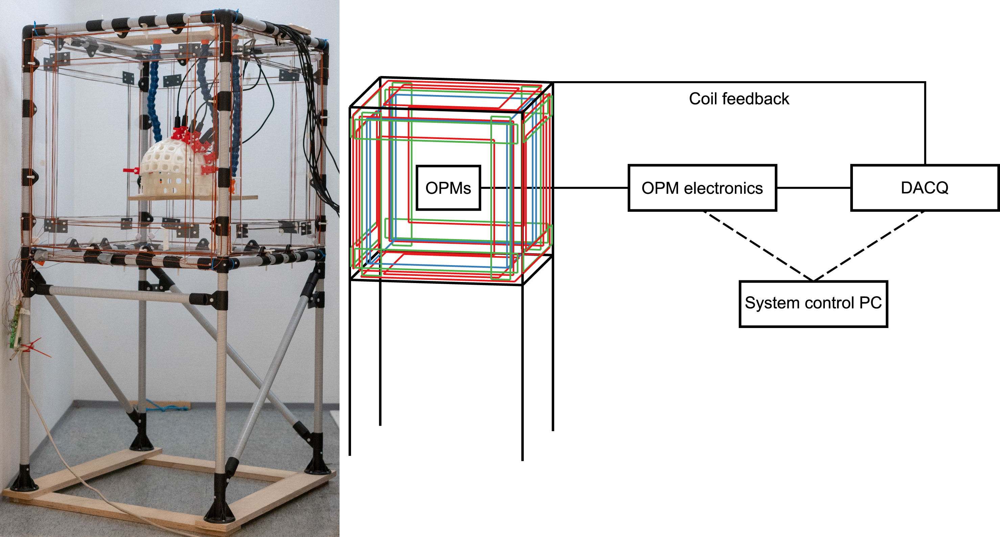 Coil feedback
OPMs
OPM electronics
DACQ
System control PC